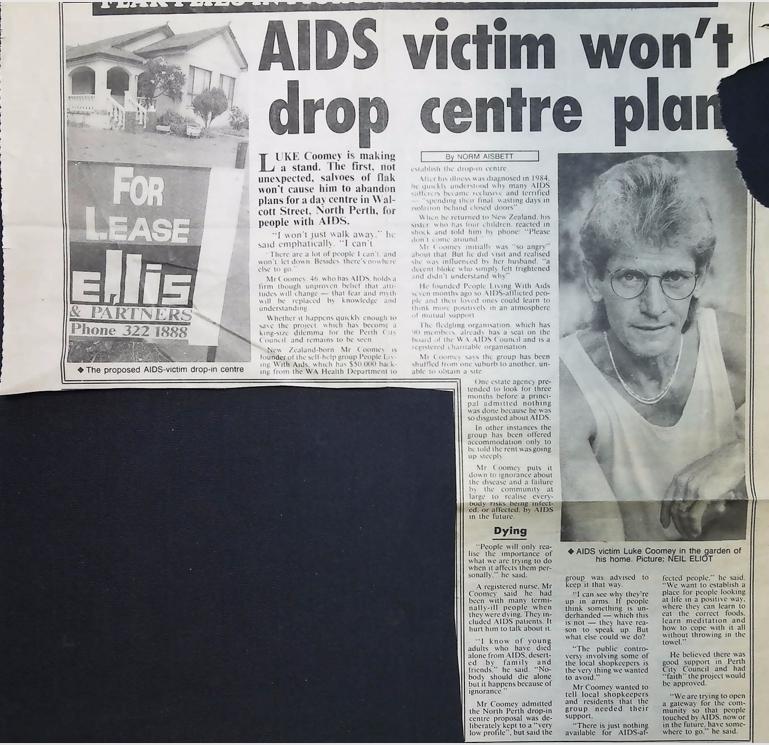 AIDS victim won't
drop centre plan
FOR
LEASE
ellis
& PARTNERS
Phone 322 1888
◆ The proposed AIDS-victim drop-in centre
LUKE Coomey is making
a stand. The first, not
unexpected, salvoes of flak
won't cause him to abandon
plans for a day centre in Wal-
cott Street, North Perth, for
people with AIDS.
"I won't just walk away," he
said emphatically. "I can't.
"There are a lot of people I can't, and
won't let down. Besides there's nowhere
else to go."
Mr Coomey, 46 who has AIDS, holds a
firm though unproven belief that atti-
tudes will change — that fear and myth
will be replaced by knowledge and
understanding.
Whether it happens quickly enough to
save the project, which has become a
king-size dilemma for the Perth City
Council and remains to be seen.
New Zealand-born Mr Coomey is
founder of the self-help group People Liv-
ing With Aids, which has $50,000 back-
ing from the WA Health Department to
By NORM AISBETT
establish the drop-in centre.
After his illness was diagnosed in 1984,
he quickly understood why many AIDS
sufferers became reclusive and terrified
— "spending their final wasting days in
isolation behind closed doors"
When he returned to New Zealand, his
sister, who has four children, reacted in
shock and told him by phone: "Please
don't come around."
Mr Coomey initially was "so angry"
about that. But he did visit and realised
she was influenced by her husband, "a
decent bloke who simply felt frightened
and didn't understand why"
He founded People Living With Aids
seven months ago so AIDS-afflicted peo-
ple and their loved ones could learn to
think more positively in an atmosphere
of mutual support.
The fledgling organisation, which has
90 members, already has a seat on the
board of the WA AIDS Council and is a
registered charitable organisation.
Mr Coomey says the group has been
shuffled from one suburb to another, un-
able to obtain a site.
One estate agency pre-
tended to look for three
months before a princi-
pal admitted nothing
was done because he was
so disgusted about AIDS.
In other instances the
group has been offered
accommodation only to
be told the rent was going
up steeply.
Mr Coomey puts it
down to ignorance about
the disease and a failure
by the community at
large to realise every-
body risks being infect-
ed, or affected, by AIDS
in the future.
Dying
"People will only rea-
lise the importance of
what we are trying to do
when it affects them per-
sonally," he said.
A registered nurse, Mr
Coomey said he had
been with many termi-
nally-ill people when
they were dying. They in-
cluded AIDS patients. It
hurt him to talk about it.
"I know of young
adults who have died
alone from AIDS, desert-
ed by family and
friends," he said. "No-
body should die alone
but it happens because of
ignorance."
Mr Coomey admitted
the North Perth drop-in
centre proposal was de-
liberately kept to a "very
low profile", but said the
◆ AIDS victim Luke Coomey in the garden of
his home. Picture: NEIL ELIOT
group was advised to
keep it that way.
"I can see why they're
up in arms. If people
think something is un-
derhanded — which this
is not — they have rea-
son to speak up. But
what else could we do?
"The public contro-
versy involving some of
the local shopkeepers is
the very thing we wanted
to avoid."
Mr Coomey wanted to
tell local shopkeepers
and residents that the
group needed their
support.
"There is just nothing
available for AIDS-af-
fected people," he said.
"We want to establish a
place for people looking
at life in a positive way,
where they can learn to
eat the correct foods,
learn meditation and
how to cope with it all
without throwing in the
towel."
He believed there was
good support in Perth
City Council and had
"faith" the project would
be approved.
"We are trying to open
a gateway for the com-
munity so that people
touched by AIDS, now or
in the future, have some-
where to go," he said.